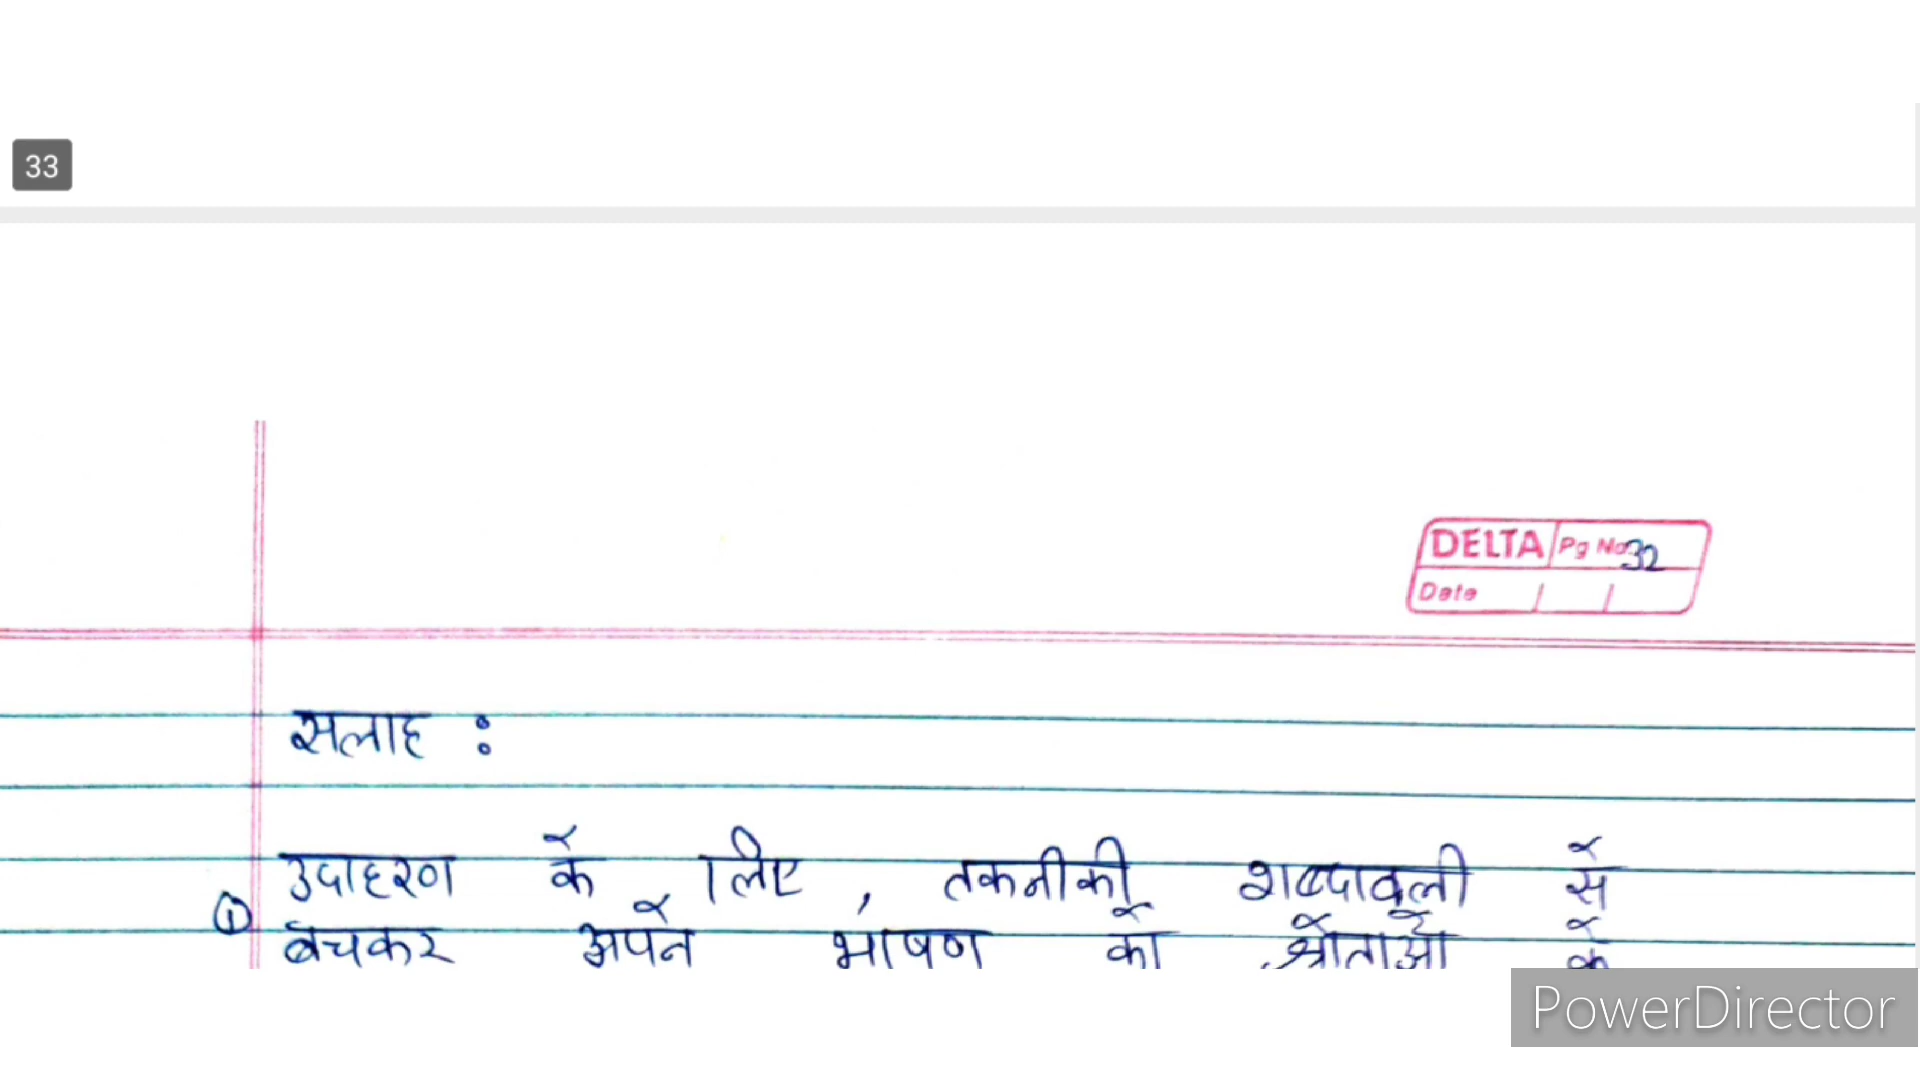 33
DELTA Pg No 32
Date / /
सलाह :
उदाहरण के लिए , तकनीकी शब्दावली से
① बचकर अपने भाषण को श्रोताओं के
PowerDirector